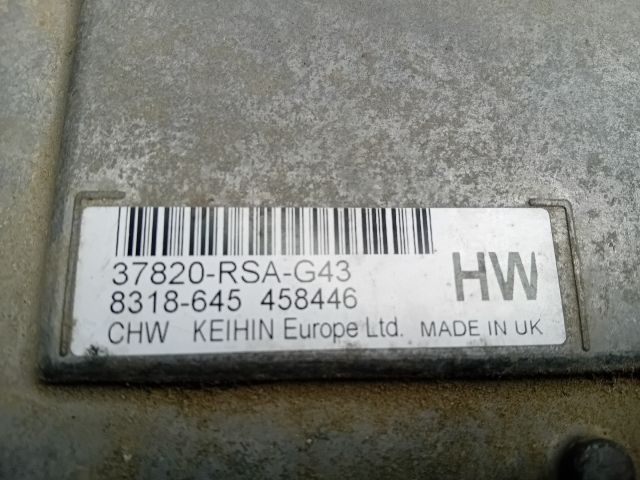 37820-RSA-G43
8318-645 458446
HW
CHW KEIHIN Europe Ltd. MADE IN UK